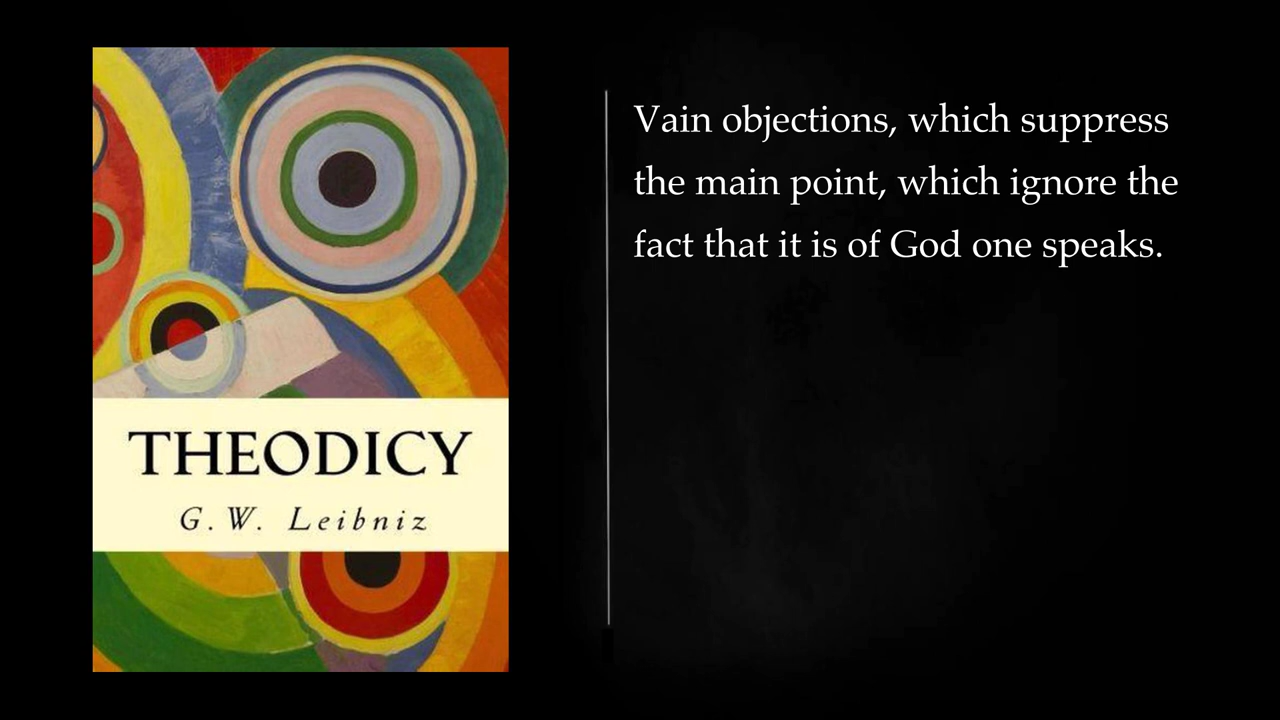 THEODICY
G. W. Leibniz
Vain objections, which suppress
the main point, which ignore the
fact that it is of God one speaks.